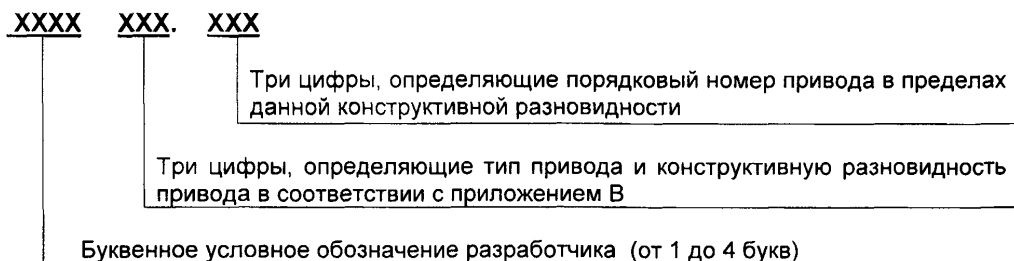 XXXX XXX. XXX
Три цифры, определяющие порядковый номер привода в пределах
данной конструктивной разновидности
Три цифры, определяющие тип привода и конструктивную разновидность
привода в соответствии с приложением В
Буквенное условное обозначение разработчика (от 1 до 4 букв)